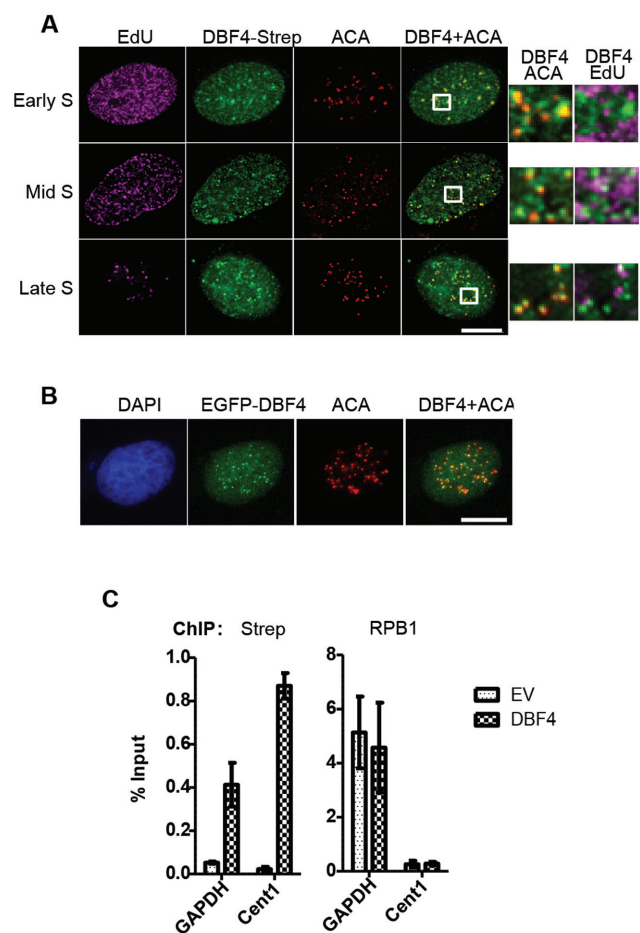 A
EdU DBF4-Strep ACA DBF4+ACA
DBF4 ACA
DBF4 EdU
Early S
Mid S
Late S
B
DAPI EGFP-DBF4 ACA DBF4+ACA
C
ChIP: Strep RPB1
% Input
1.0
0.8
0.6
0.4
0.2
0.0
GAPDH Cent1
8
6
4
2
0
GAPDH Cent1
EV
DBF4